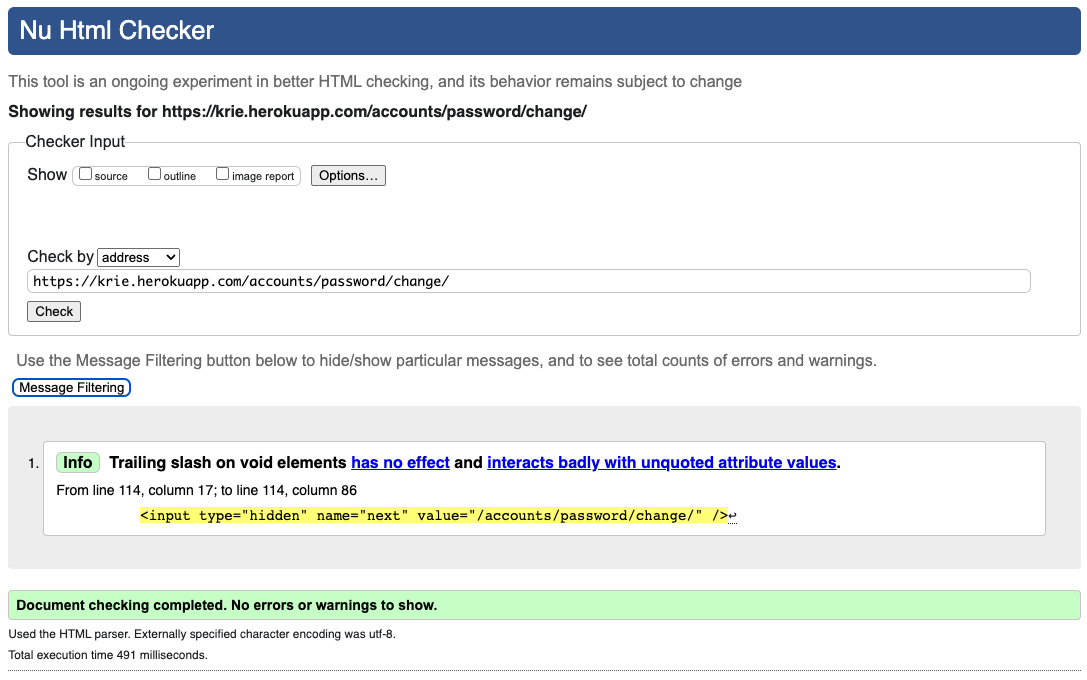 Nu Html Checker
This tool is an ongoing experiment in better HTML checking, and its behavior remains subject to change
Showing results for https://krie.herokuapp.com/accounts/password/change/
Checker Input
Show source outline image report Options...
Check by address
https://krie.herokuapp.com/accounts/password/change/
Check
Use the Message Filtering button below to hide/show particular messages, and to see total counts of errors and warnings.
Message Filtering
1. Info Trailing slash on void elements has no effect and interacts badly with unquoted attribute values.
From line 114, column 17; to line 114, column 86
<input type="hidden" name="next" value="/accounts/password/change/" />↩
Document checking completed. No errors or warnings to show.
Used the HTML parser. Externally specified character encoding was utf-8.
Total execution time 491 milliseconds.